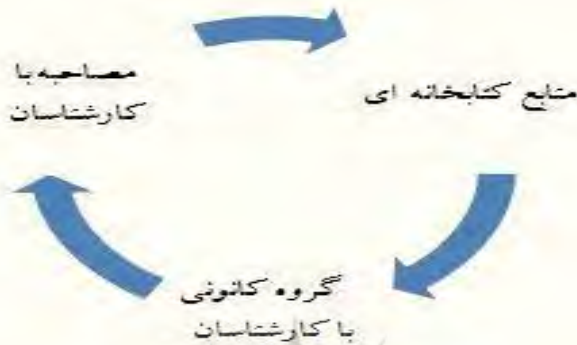 منابع کتابخانه ای
مصاحبه با
کارشناسان
گروه کانونی
با کارشناسان